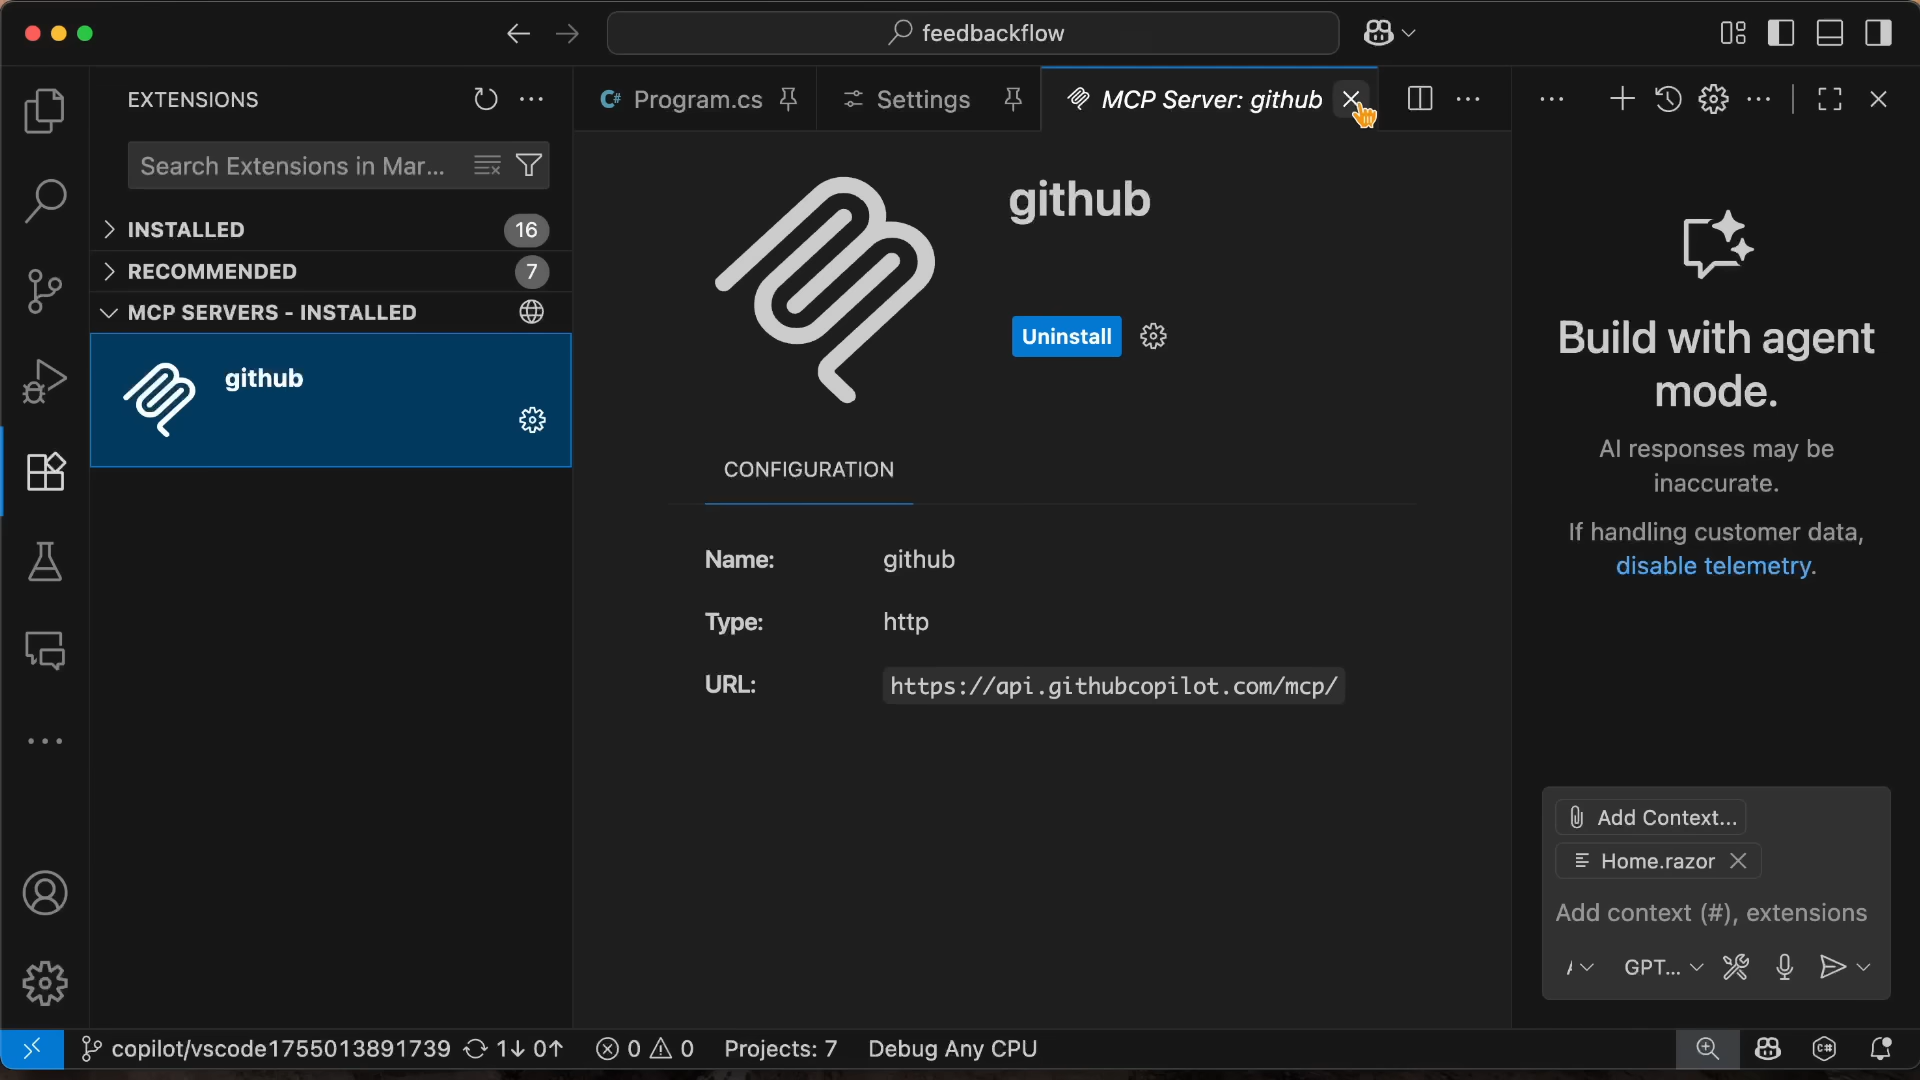 feedbackflow
EXTENSIONS
Search Extensions in Mar...
INSTALLED
16
RECOMMENDED
7
MCP SERVERS - INSTALLED
github
C# Program.cs
Settings
MCP Server: github
github
Uninstall
CONFIGURATION
Name: github
Type: http
URL: https://api.githubcopilot.com/mcp/
Build with agent
mode.
AI responses may be
inaccurate.
If handling customer data,
disable telemetry.
Add Context...
Home.razor
Add context (#), extensions
GPT...
copilot/vscode1755013891739 1↓ 0↑ 0 0 Projects: 7 Debug Any CPU